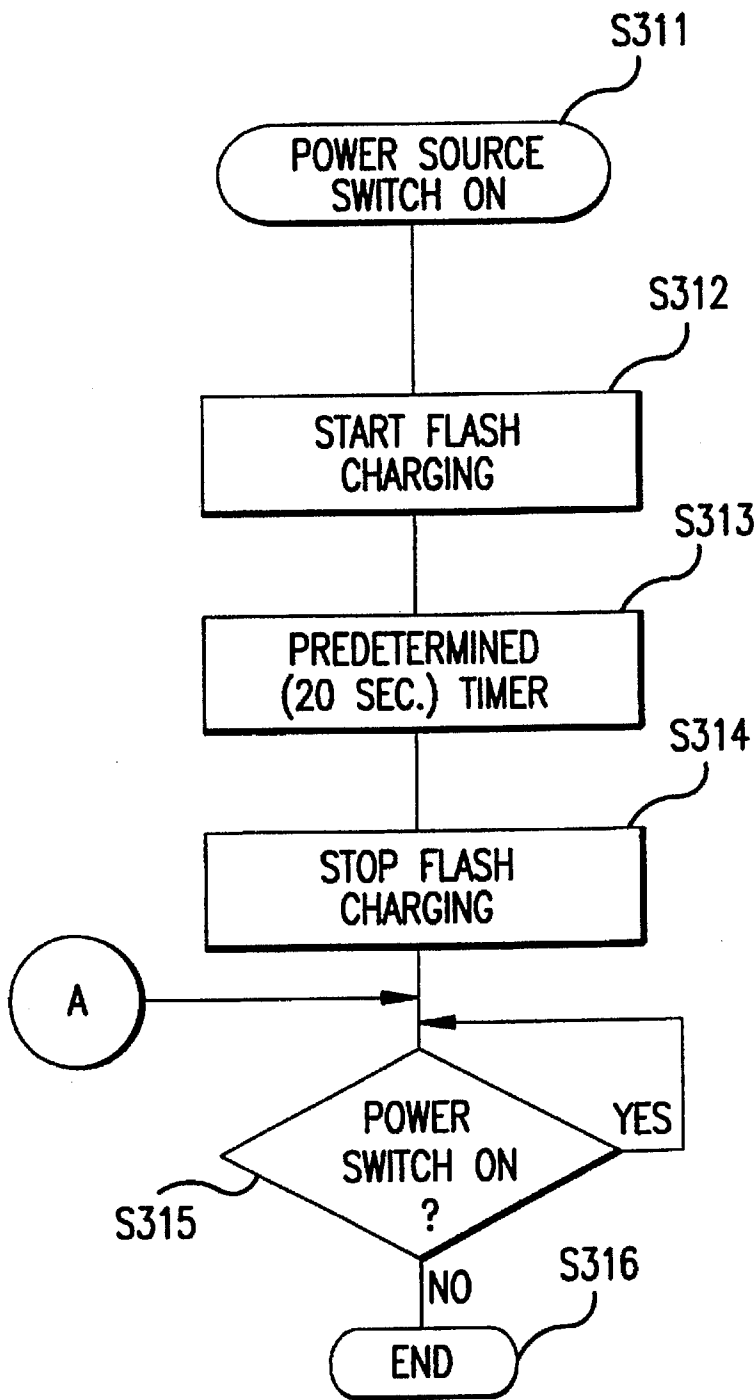 S311
POWER SOURCE
SWITCH ON
S312
START FLASH
CHARGING
S313
PREDETERMINED
(20 SEC.) TIMER
S314
STOP FLASH
CHARGING
A
POWER
SWITCH ON
?
YES
S315
NO
S316
END